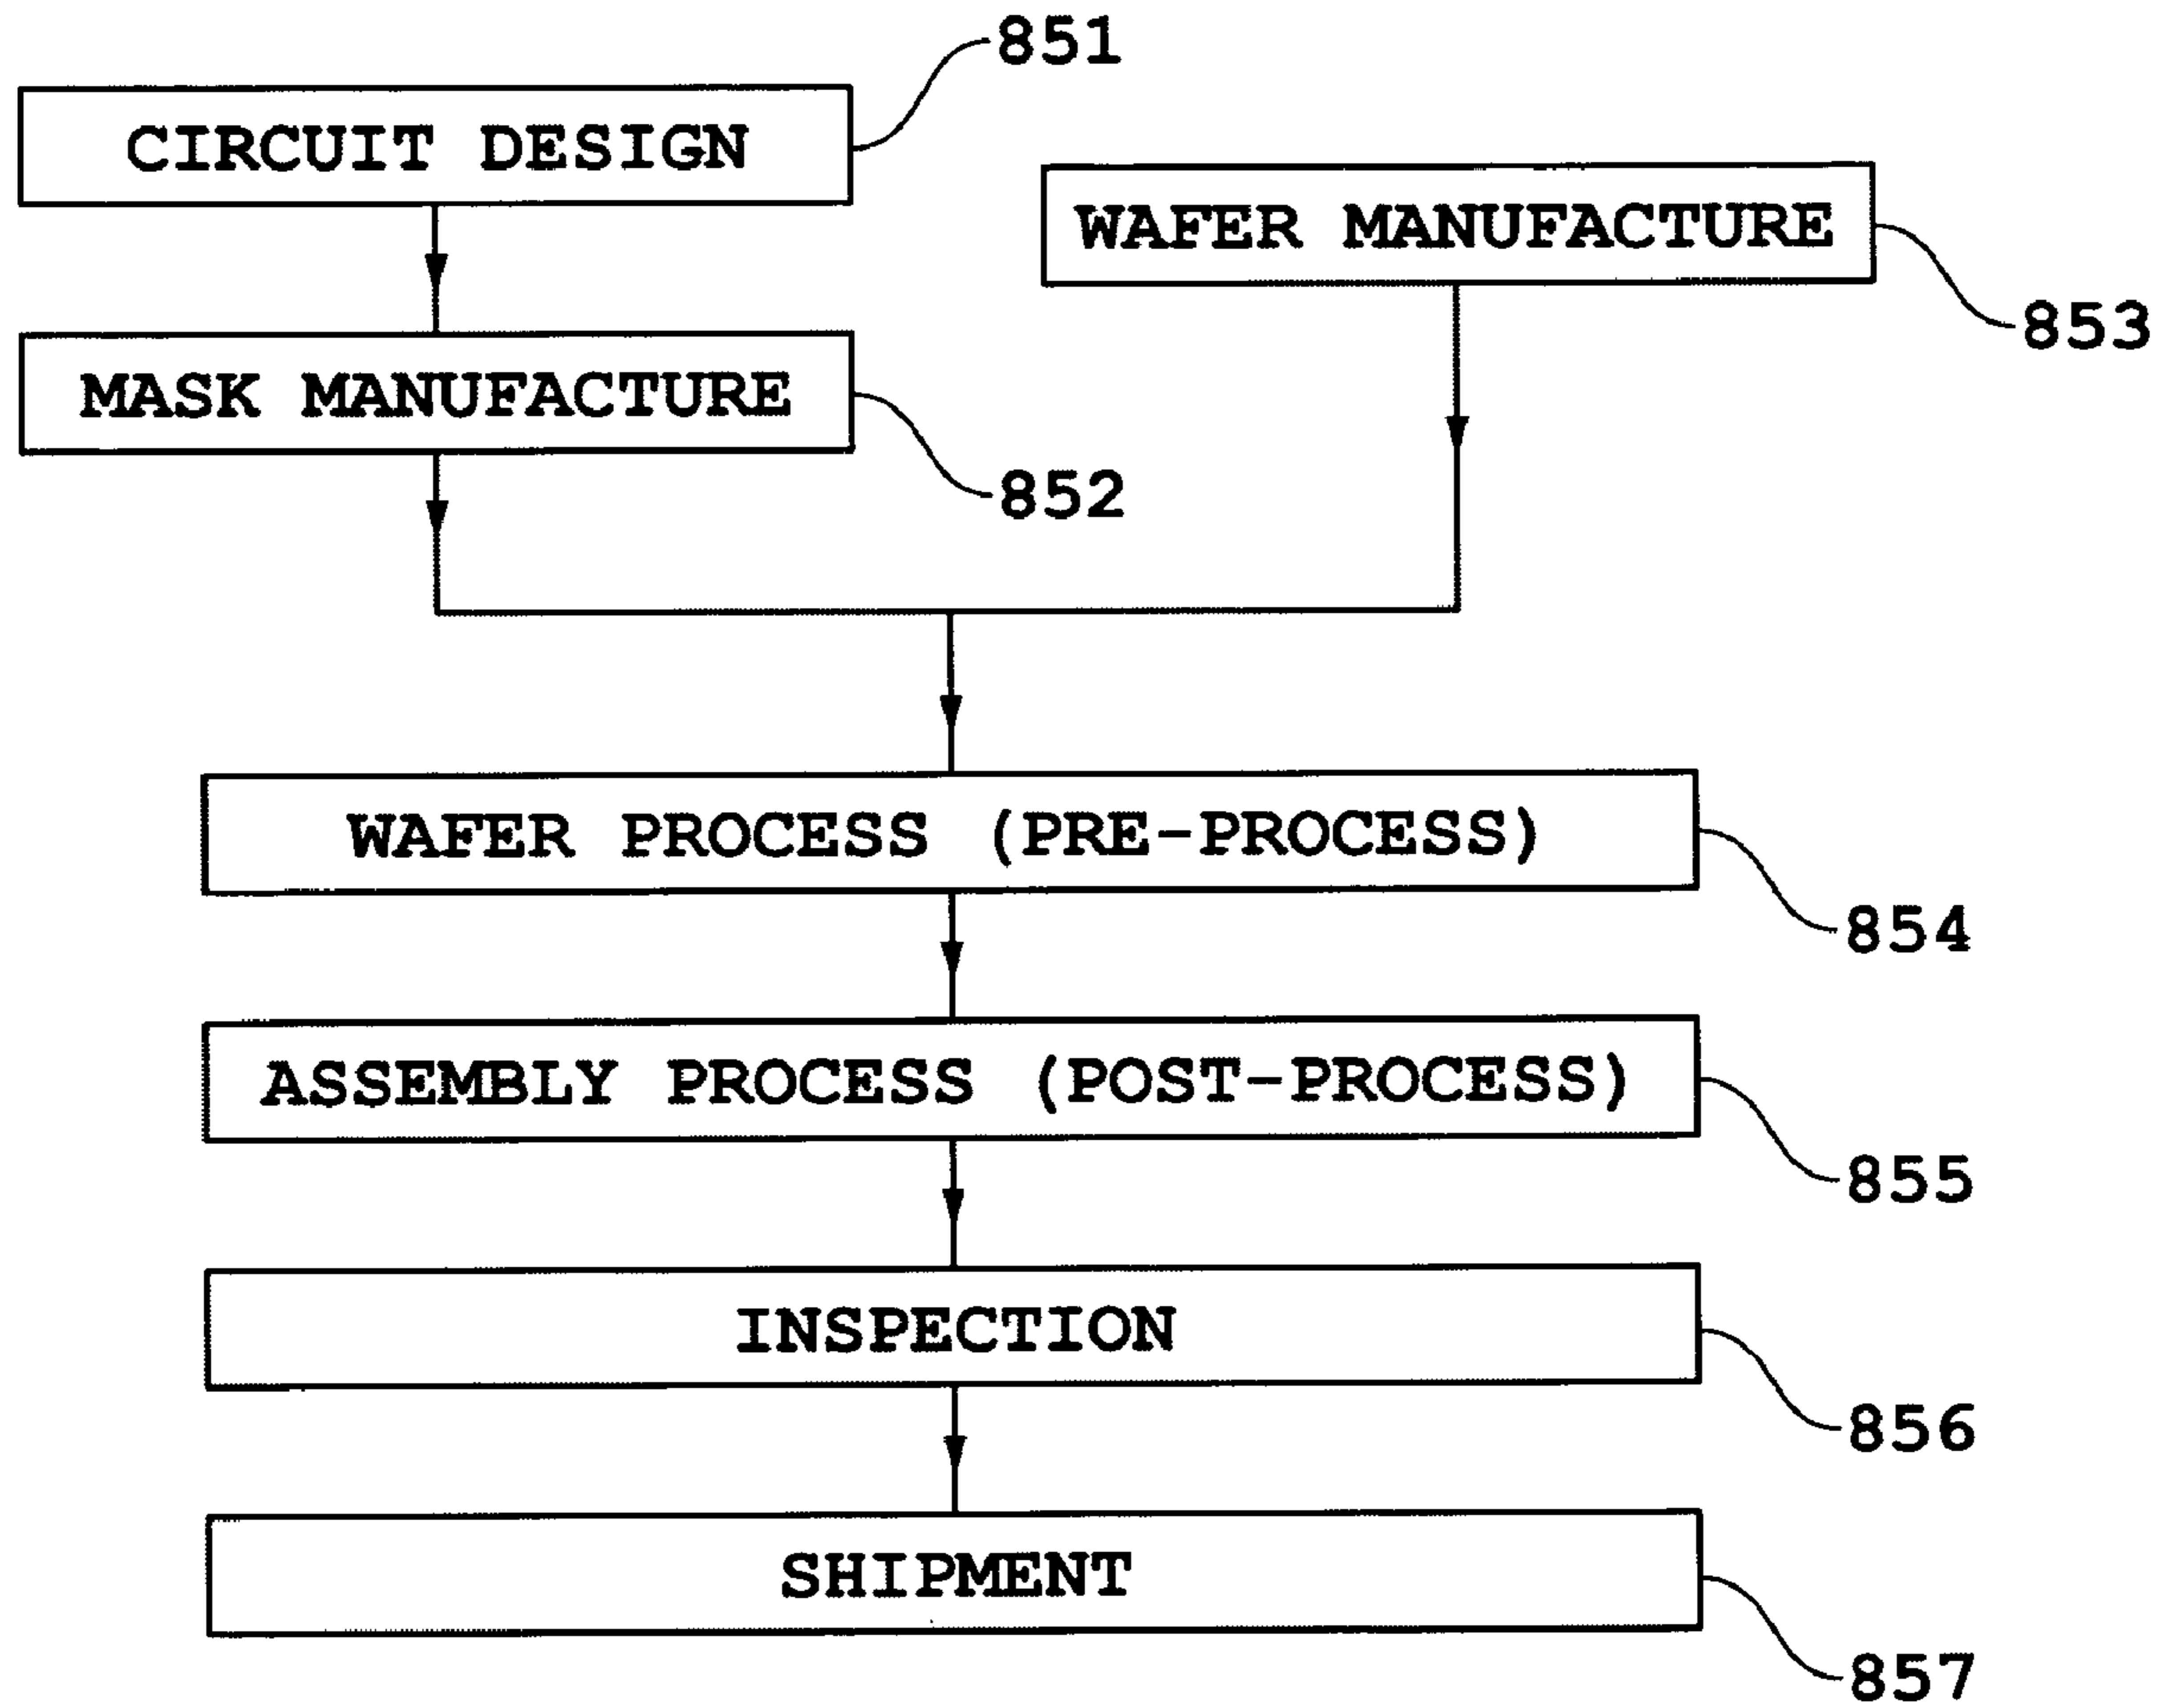 851
CIRCUIT DESIGN
WAFER MANUFACTURE
853
MASK MANUFACTURE
852
WAFER PROCESS (PRE-PROCESS)
854
ASSEMBLY PROCESS (POST-PROCESS)
855
INSPECTION
856
SHIPMENT
857